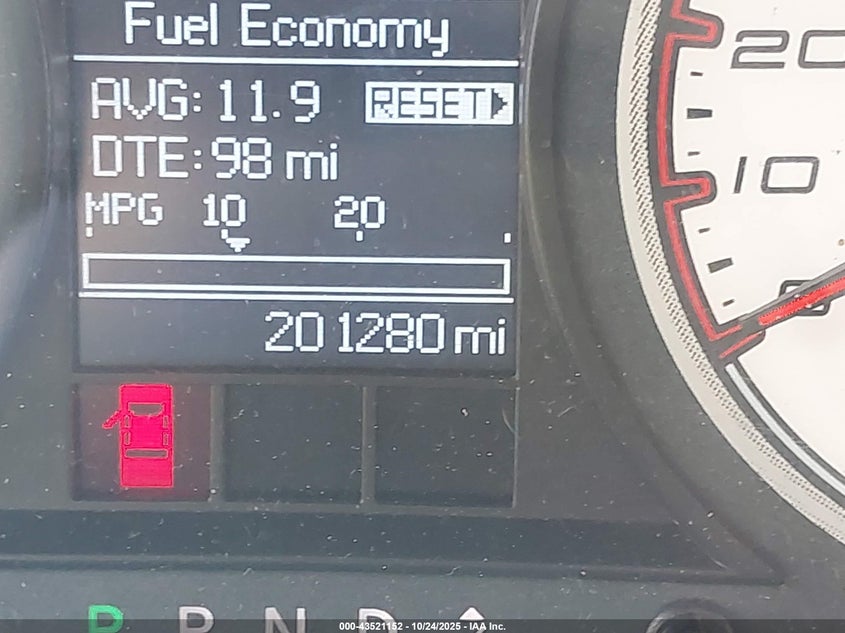 Fuel Economy
AVG: 11.9 RESET
DTE: 98 mi
MPG 10 20
201280 mi
20
10
0
P R N D
000-43521152 - 10/24/2025 - IAA Inc.